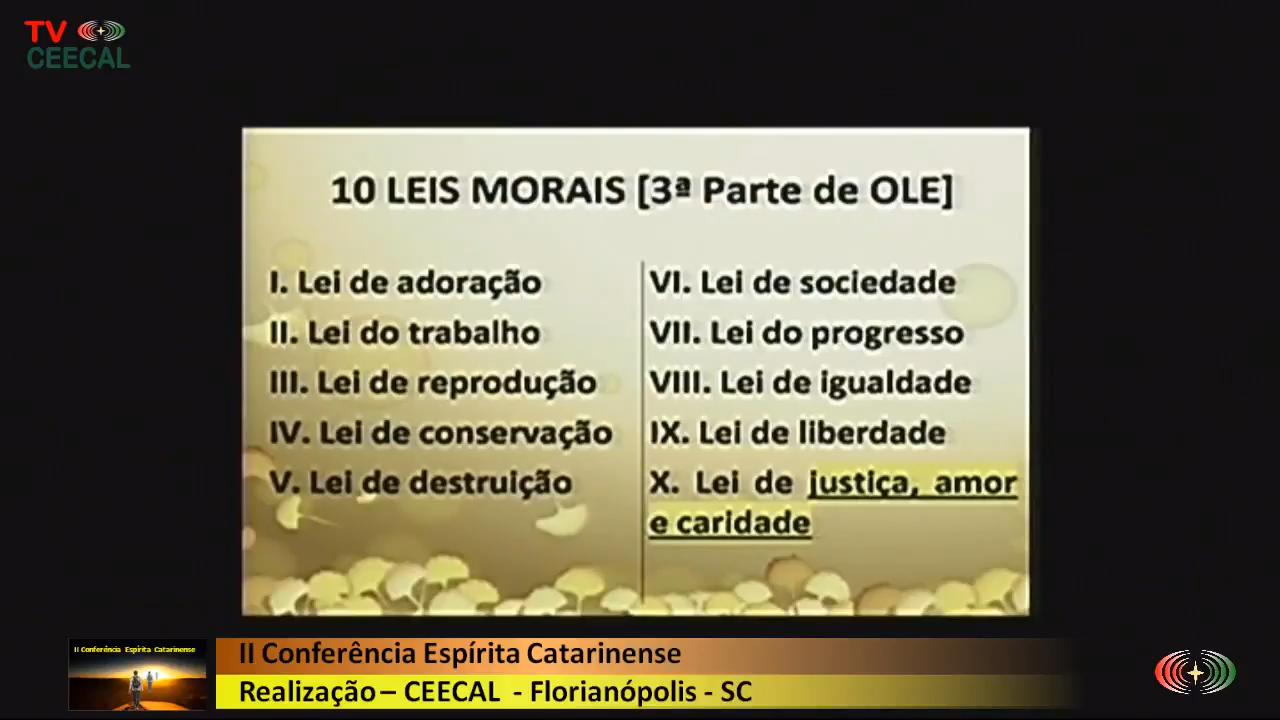 TV
CEECAL
10 LEIS MORAIS [3ª Parte de OLE]
I. Lei de adoração
II. Lei do trabalho
III. Lei de reprodução
IV. Lei de conservação
V. Lei de destruição
VI. Lei de sociedade
VII. Lei do progresso
VIII. Lei de igualdade
IX. Lei de liberdade
X. Lei de justiça, amor
e caridade
II Conferência Espírita Catarinense
II Conferência Espírita Catarinense
Realização – CEECAL - Florianópolis - SC